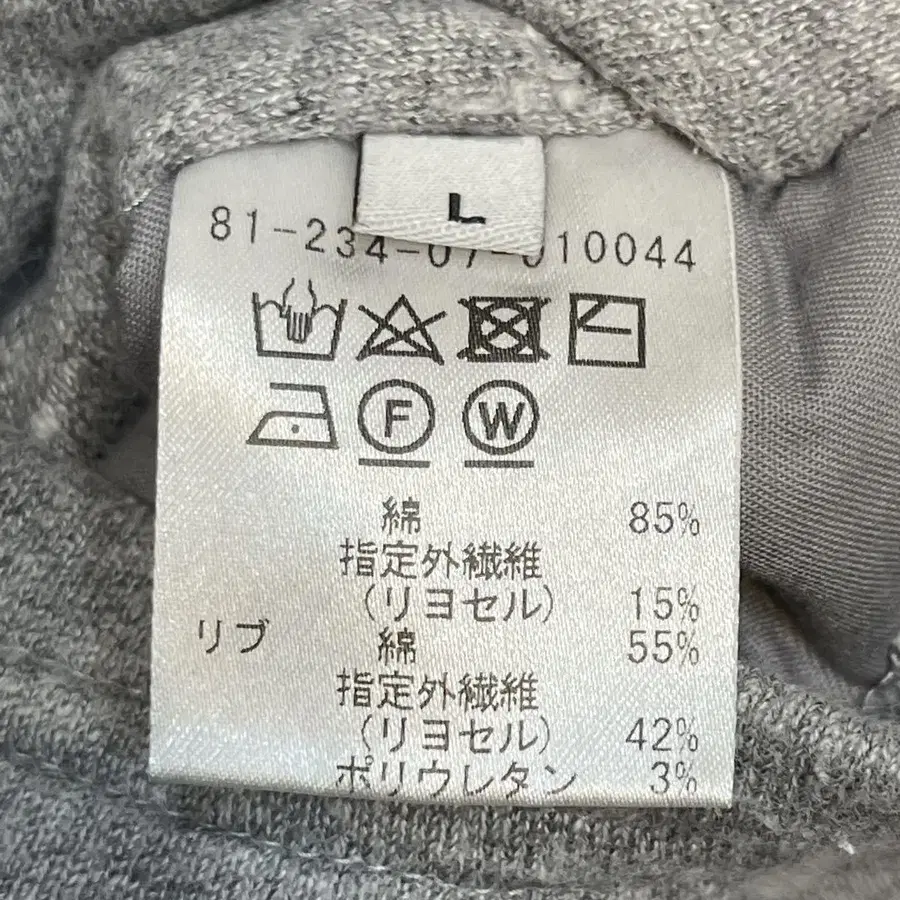 L
81-234-07-010044
F W
綿 85%
指定外繊維
(リヨセル) 15%
リブ 綿 55%
指定外繊維
(リヨセル) 42%
ポリウレタン 3%